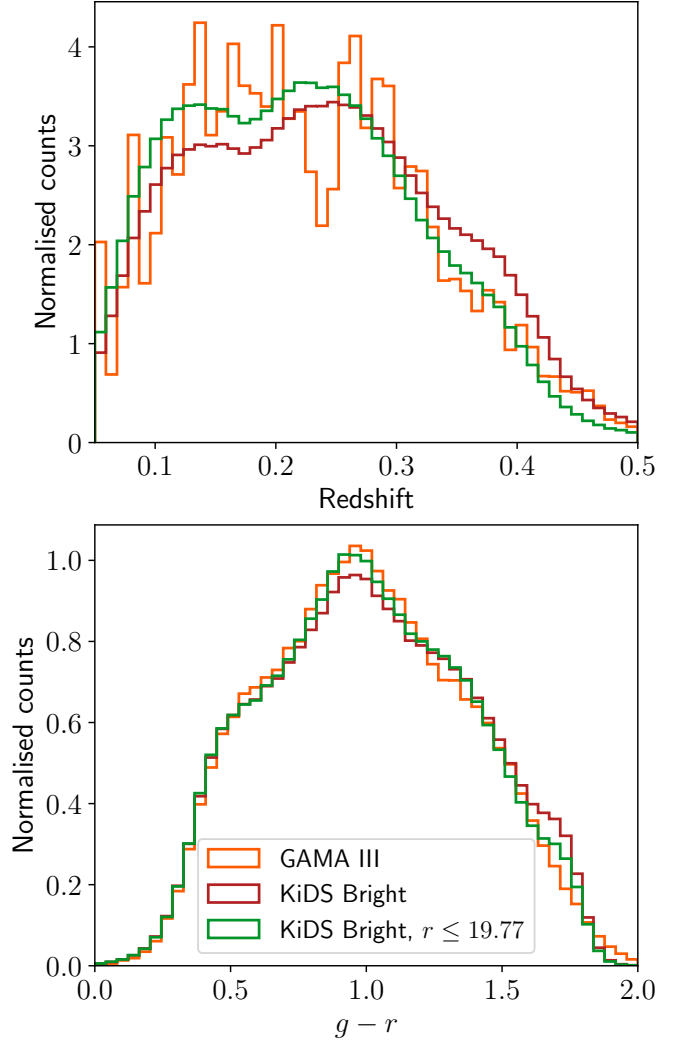 4
3
2
1
0
Normalised counts
0.1 0.2 0.3 0.4 0.5
Redshift
1.0
0.8
0.6
0.4
0.2
0.0
Normalised counts
GAMA III
KiDS Bright
KiDS Bright, r ≤ 19.77
0.0 0.5 1.0 1.5 2.0
g − r